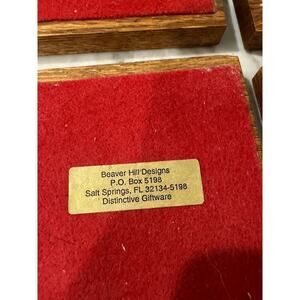 Beaver Hill Designs
P.O. Box 5198
Salt Springs, FL 32134-5198
Distinctive Giftware